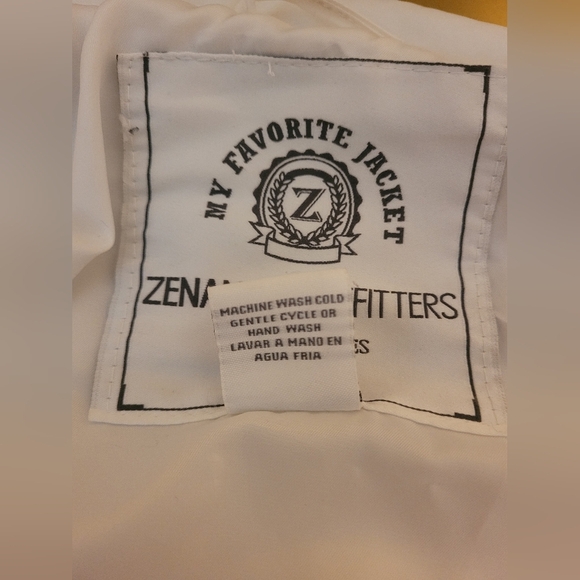 MY FAVORITE JACKET
Z
ZENA
FITTERS
MACHINE WASH COLD
GENTLE CYCLE OR
HAND WASH
LAVAR A MANO EN
AGUA FRIA
ES